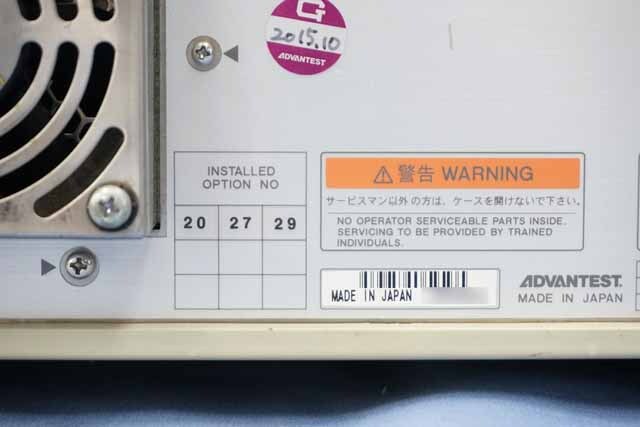 G
2015.10
ADVANTEST
INSTALLED
OPTION NO
20 27 29
警告 WARNING
サービスマン以外の方は、ケースを開けないで下さい。
NO OPERATOR SERVICEABLE PARTS INSIDE.
SERVICING TO BE PROVIDED BY TRAINED
INDIVIDUALS.
MADE IN JAPAN
ADVANTEST.
MADE IN JAPAN